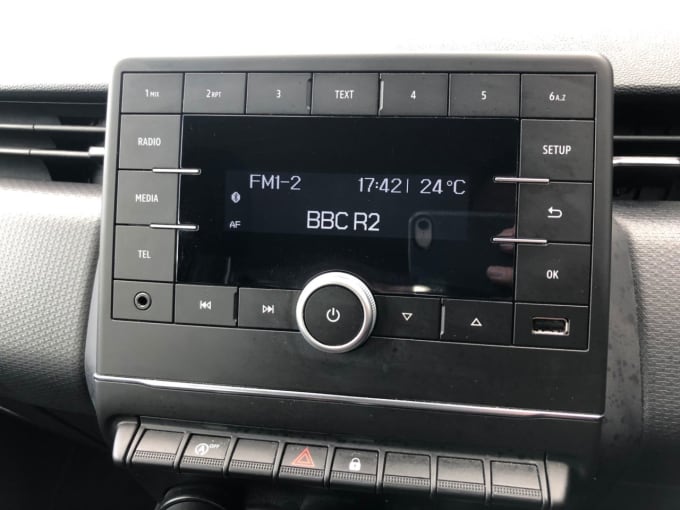 1 MIX 2 RPT 3 TEXT 4 5 6 A..Z
RADIO
SETUP
FM1-2 17:42 | 24°C
MEDIA
AF BBC R2
TEL
OK
OFF